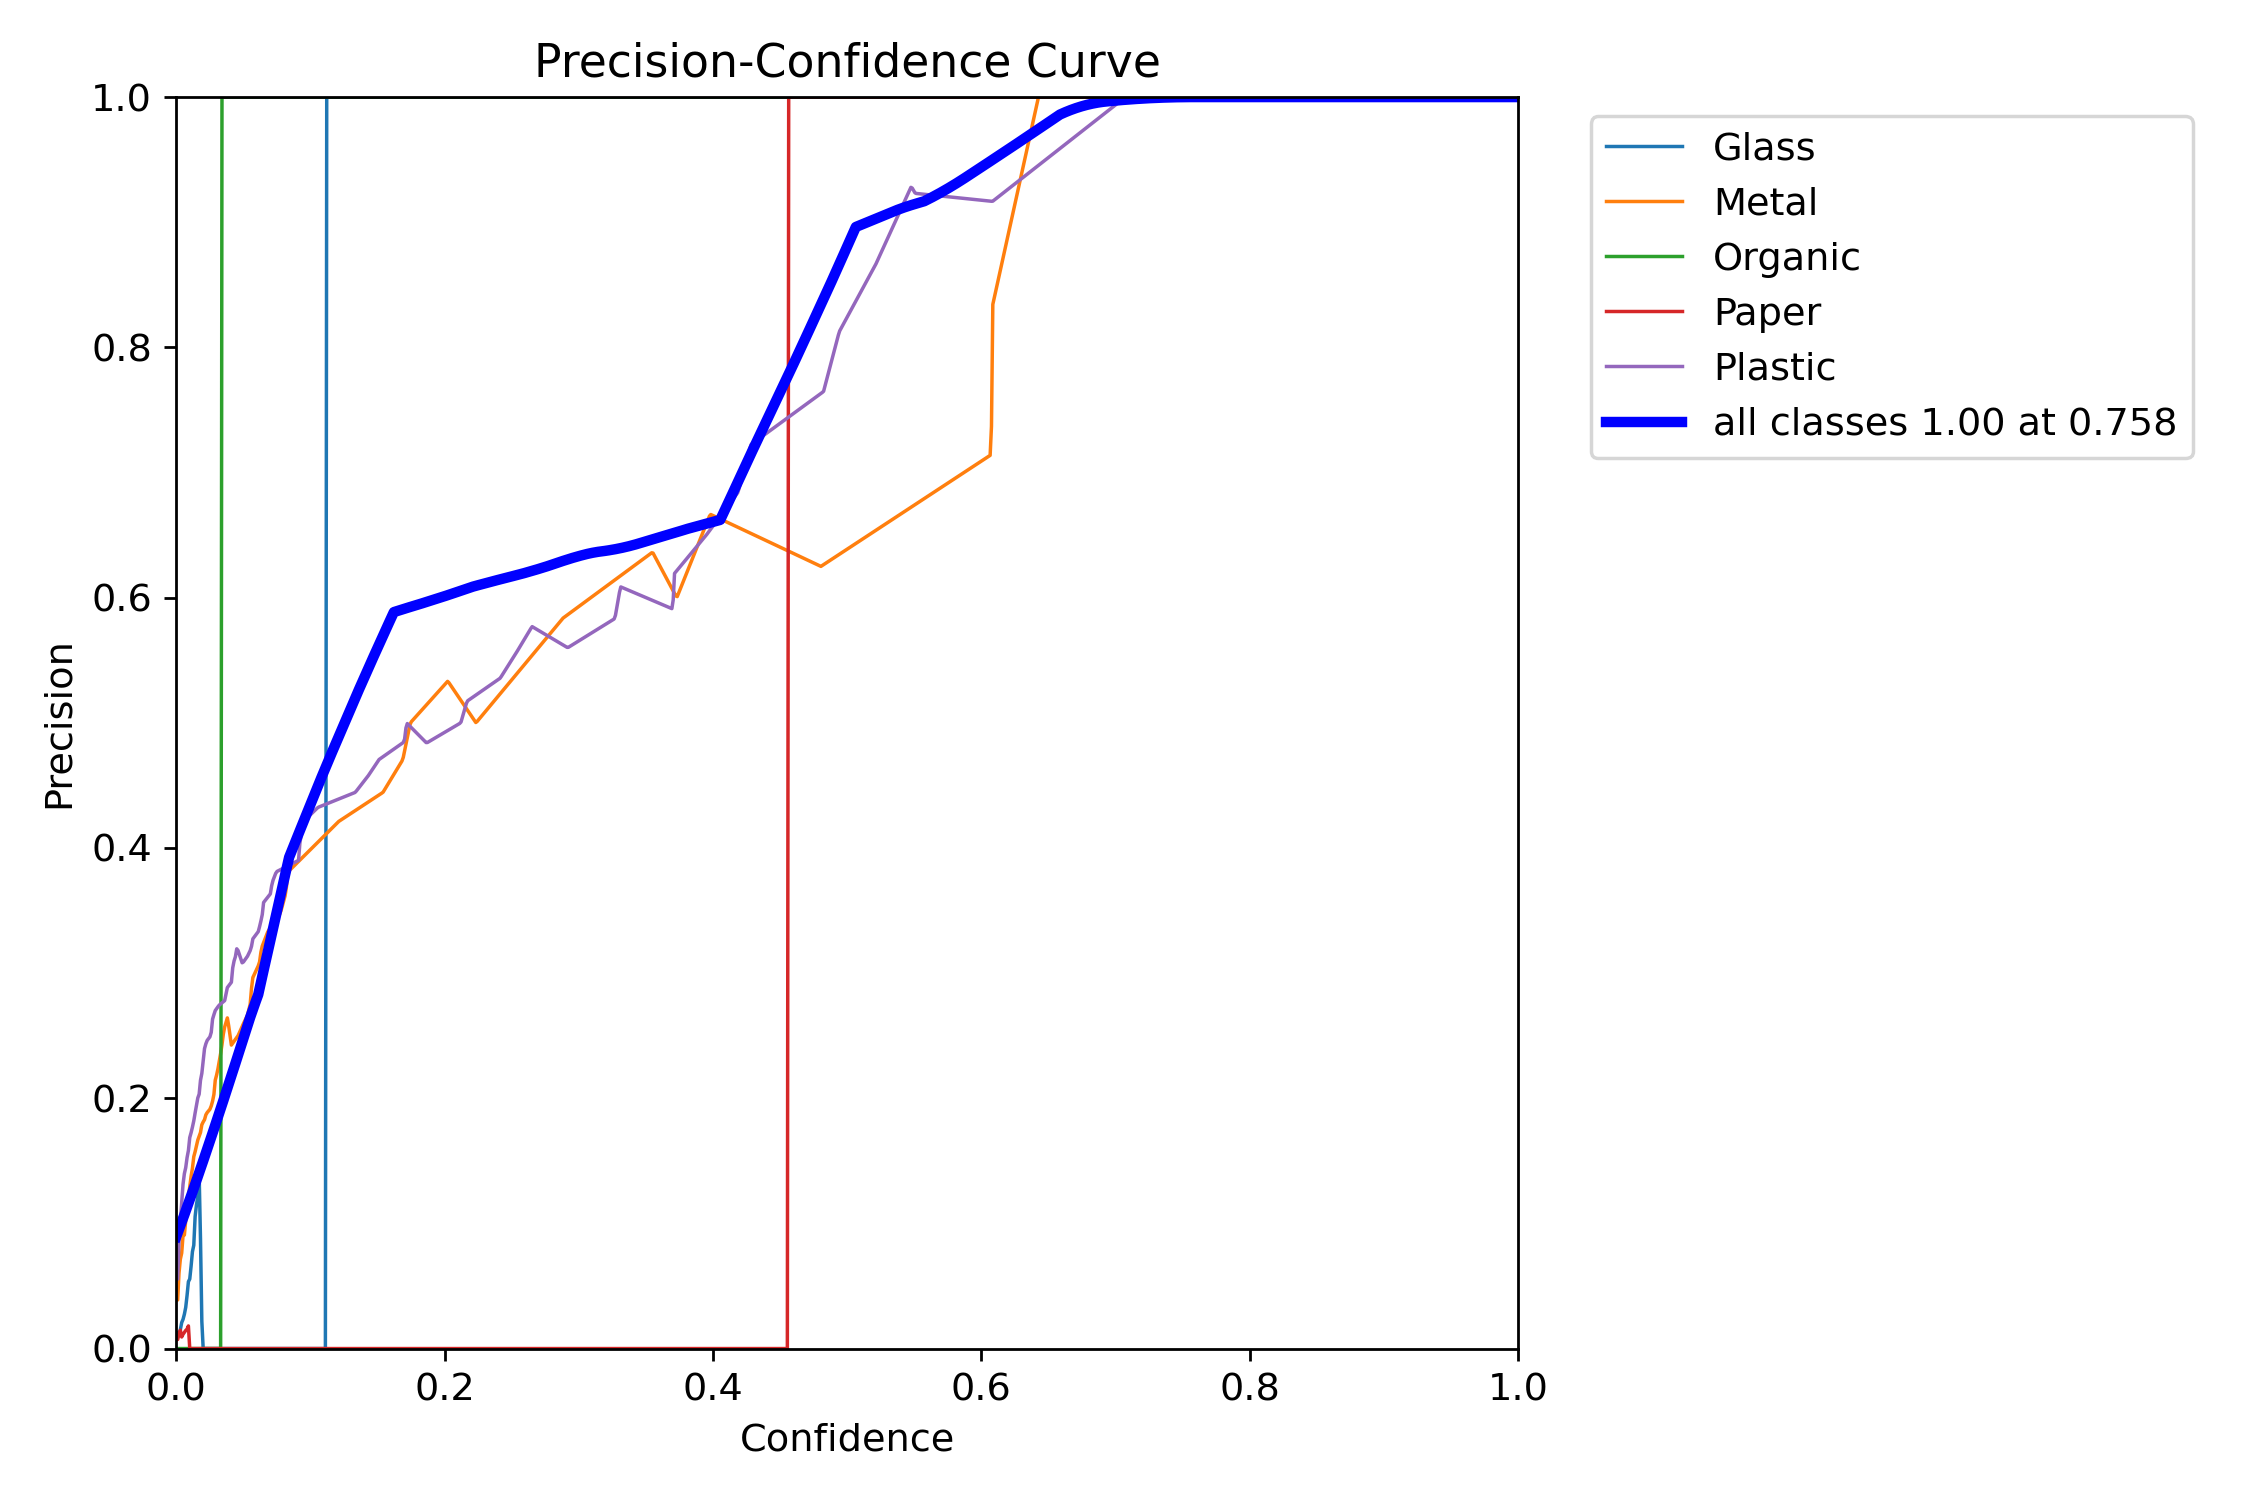 Precision-Confidence Curve
1.0
0.8
0.6
0.4
0.2
0.0
Precision
0.0 0.2 0.4 0.6 0.8 1.0
Confidence
Glass
Metal
Organic
Paper
Plastic
all classes 1.00 at 0.758